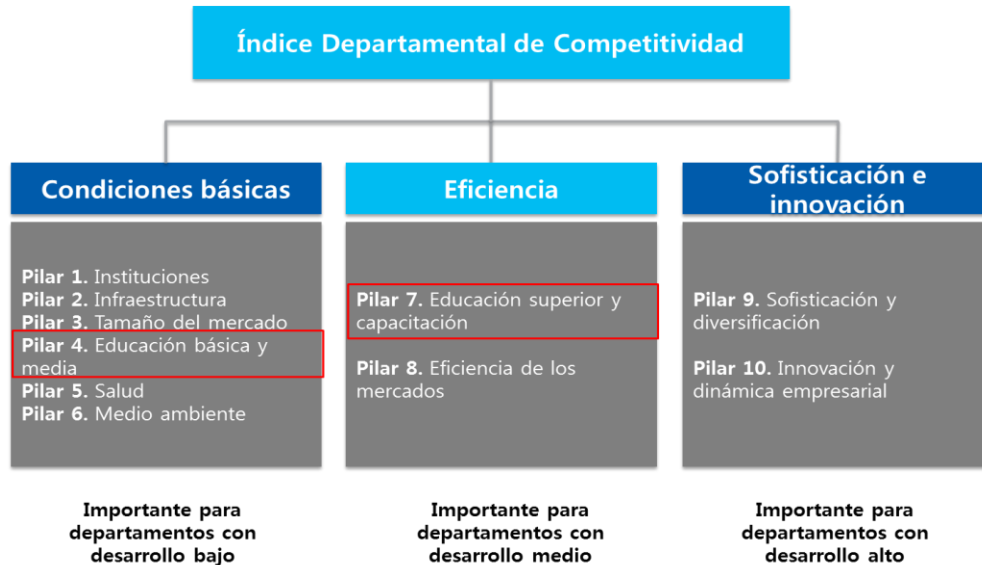 Índice Departamental de Competitividad
Condiciones básicas
Pilar 1. Instituciones
Pilar 2. Infraestructura
Pilar 3. Tamaño del mercado
Pilar 4. Educación básica y
media
Pilar 5. Salud
Pilar 6. Medio ambiente
Importante para
departamentos con
desarrollo bajo
Eficiencia
Pilar 7. Educación superior y
capacitación
Pilar 8. Eficiencia de los
mercados
Importante para
departamentos con
desarrollo medio
Sofisticación e
innovación
Pilar 9. Sofisticación y
diversificación
Pilar 10. Innovación y
dinámica empresarial
Importante para
departamentos con
desarrollo alto